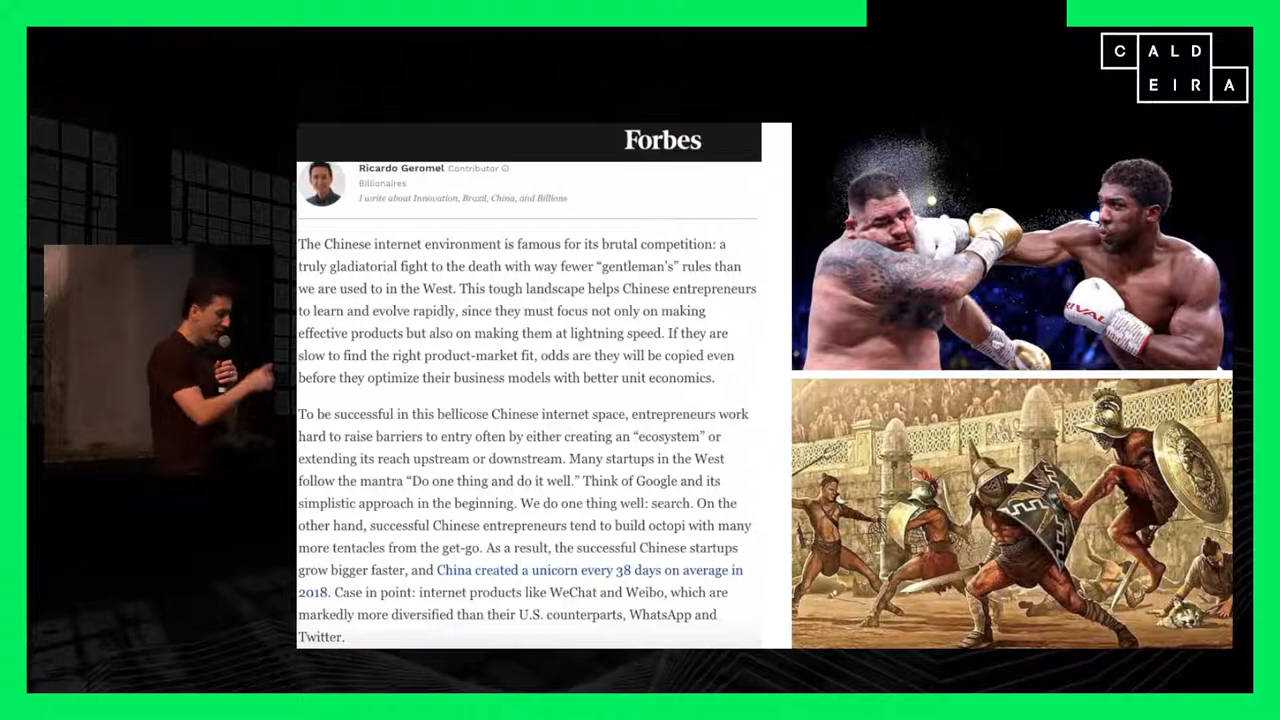 CALD
EIRA
Forbes
Ricardo Geromel Contributor
Billionaires
I write about Innovation, Brazil, China, and Billions
The Chinese internet environment is famous for its brutal competition: a
truly gladiatorial fight to the death with way fewer “gentleman’s” rules than
we are used to in the West. This tough landscape helps Chinese entrepreneurs
to learn and evolve rapidly, since they must focus not only on making
effective products but also on making them at lightning speed. If they are
slow to find the right product-market fit, odds are they will be copied even
before they optimize their business models with better unit economics.
To be successful in this bellicose Chinese internet space, entrepreneurs work
hard to raise barriers to entry often by either creating an “ecosystem” or
extending its reach upstream or downstream. Many startups in the West
follow the mantra “Do one thing and do it well.” Think of Google and its
simplistic approach in the beginning. We do one thing well: search. On the
other hand, successful Chinese entrepreneurs tend to build octopi with many
more tentacles from the get-go. As a result, the successful Chinese startups
grow bigger faster, and China created a unicorn every 38 days on average in
2018. Case in point: internet products like WeChat and Weibo, which are
markedly more diversified than their U.S. counterparts, WhatsApp and
Twitter.
RIVAL